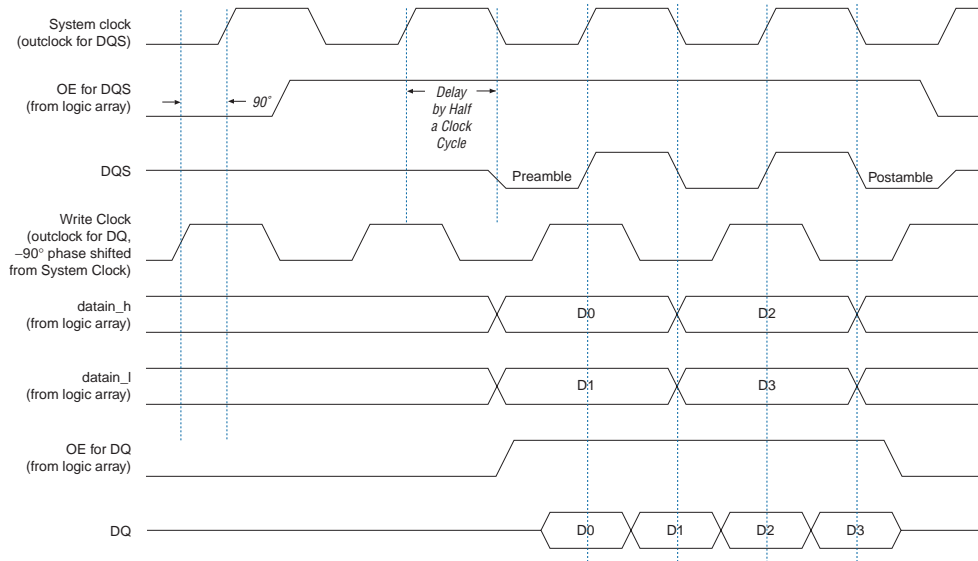 System clock
(outclock for DQS)
OE for DQS
(from logic array)
90°
Delay
by Half
a Clock
Cycle
DQS
Preamble
Postamble
Write Clock
(outclock for DQ,
−90° phase shifted
from System Clock)
datain_h
(from logic array)
D0
D2
datain_l
(from logic array)
D1
D3
OE for DQ
(from logic array)
DQ
D0
D1
D2
D3